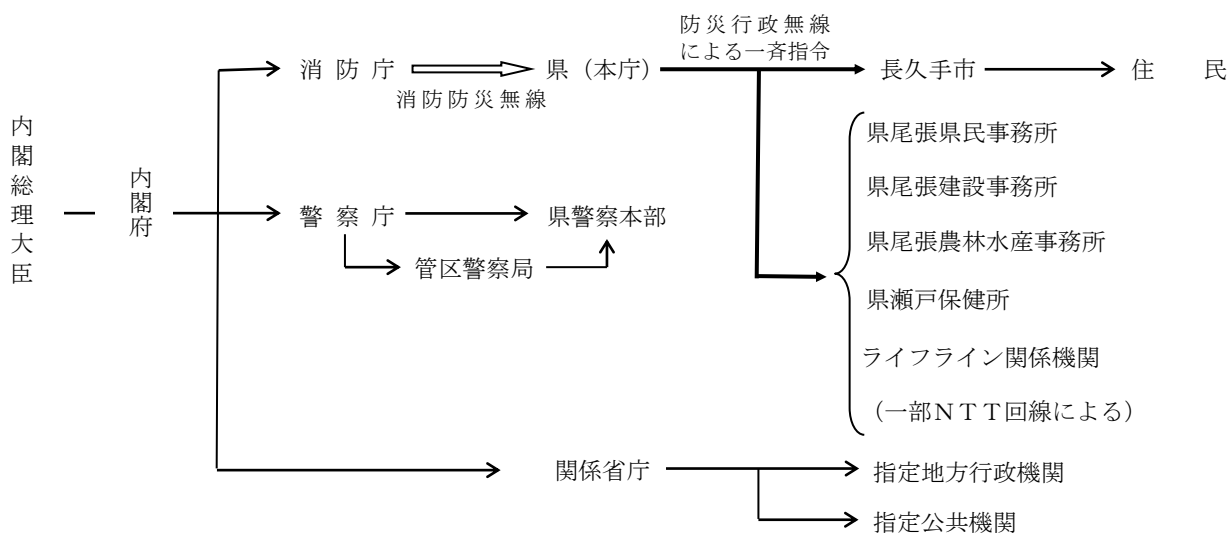 内閣総理大臣
内閣府
消防庁
消防防災無線
県（本庁）
防災行政無線
による一斉指令
長久手市
住民
県尾張県民事務所
県尾張建設事務所
県尾張農林水産事務所
県瀬戸保健所
ライフライン関係機関
（一部ＮＴＴ回線による）
警察庁
県警察本部
管区警察局
関係省庁
指定地方行政機関
指定公共機関